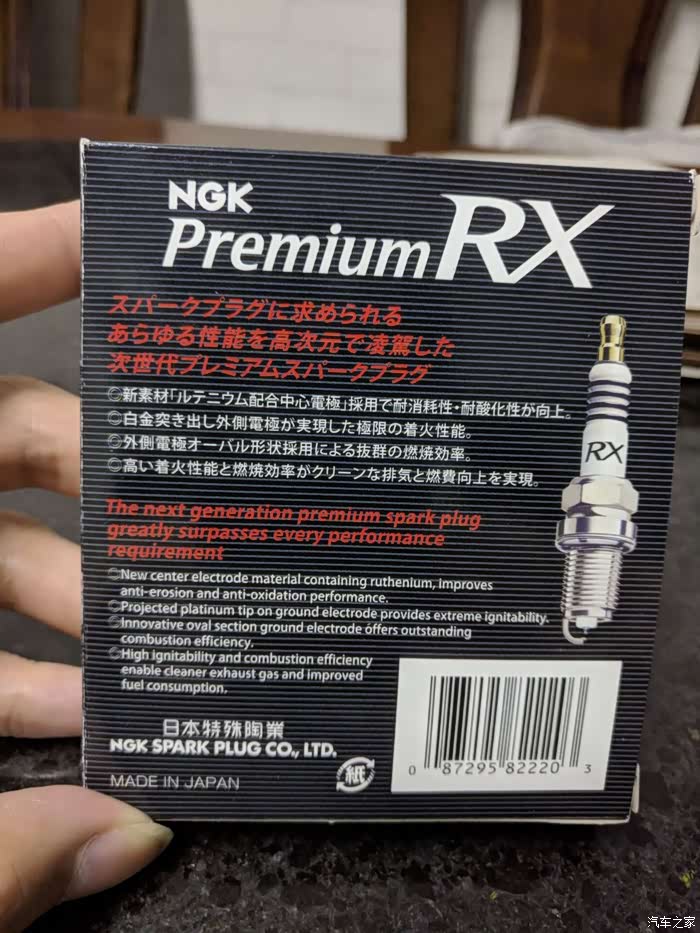 NGK
Premium RX
スパークプラグに求められる
あらゆる性能を高次元で凌駕した
次世代プレミアムスパークプラグ
◎新素材「ルテニウム配合中心電極」採用で耐消耗性・耐酸化性が向上。
◎白金突き出し外側電極が実現した極限の着火性能。
◎外側電極オーバル形状採用による抜群の燃焼効率。
◎高い着火性能と燃焼効率がクリーンな排気と燃費向上を実現。
RX
The next generation premium spark plug
greatly surpasses every performance
requirement
◎New center electrode material containing ruthenium, improves
anti-erosion and anti-oxidation performance.
◎Projected platinum tip on ground electrode provides extreme ignitability.
◎Innovative oval section ground electrode offers outstanding
combustion efficiency.
◎High ignitability and combustion efficiency
enable cleaner exhaust gas and improved
fuel consumption.
日本特殊陶業
NGK SPARK PLUG CO., LTD.
MADE IN JAPAN
紙
0 87295 82220 3
汽车之家